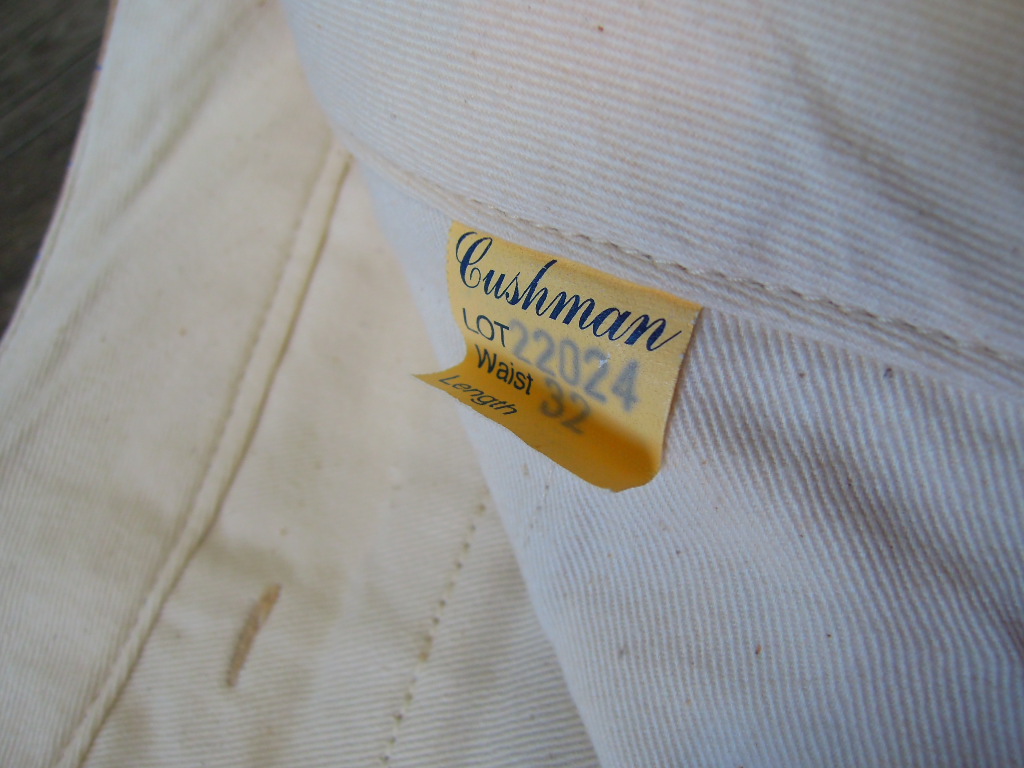 Cushman
LOT 22024
Waist 32
Length